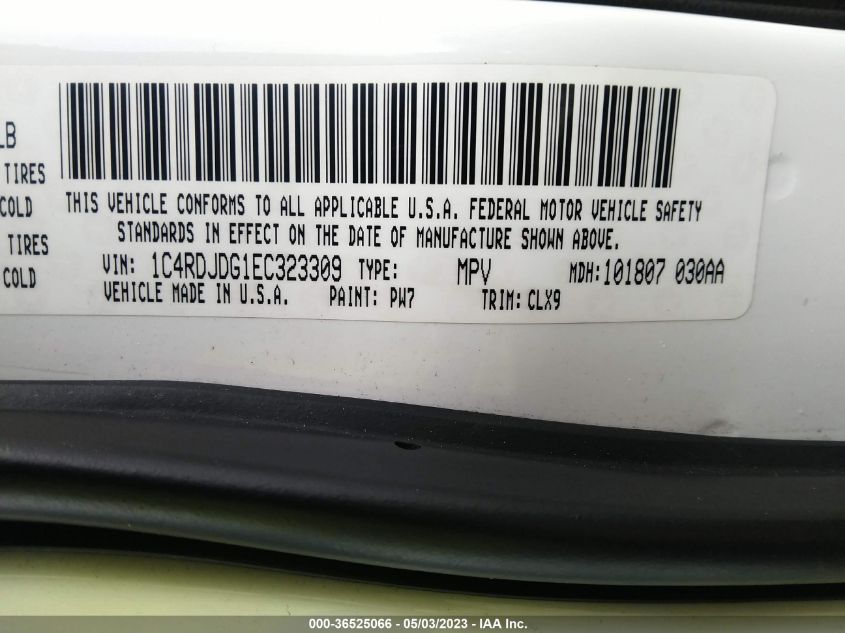 LB
TIRES
COLD
TIRES
COLD
THIS VEHICLE CONFORMS TO ALL APPLICABLE U.S.A. FEDERAL MOTOR VEHICLE SAFETY
STANDARDS IN EFFECT ON THE DATE OF MANUFACTURE SHOWN ABOVE.
VIN: 1C4RDJDG1EC323309 TYPE: MPV MDH: 101807 030AA
VEHICLE MADE IN U.S.A. PAINT: PW7 TRIM: CLX9
000-36525066 - 05/03/2023 - IAA Inc.